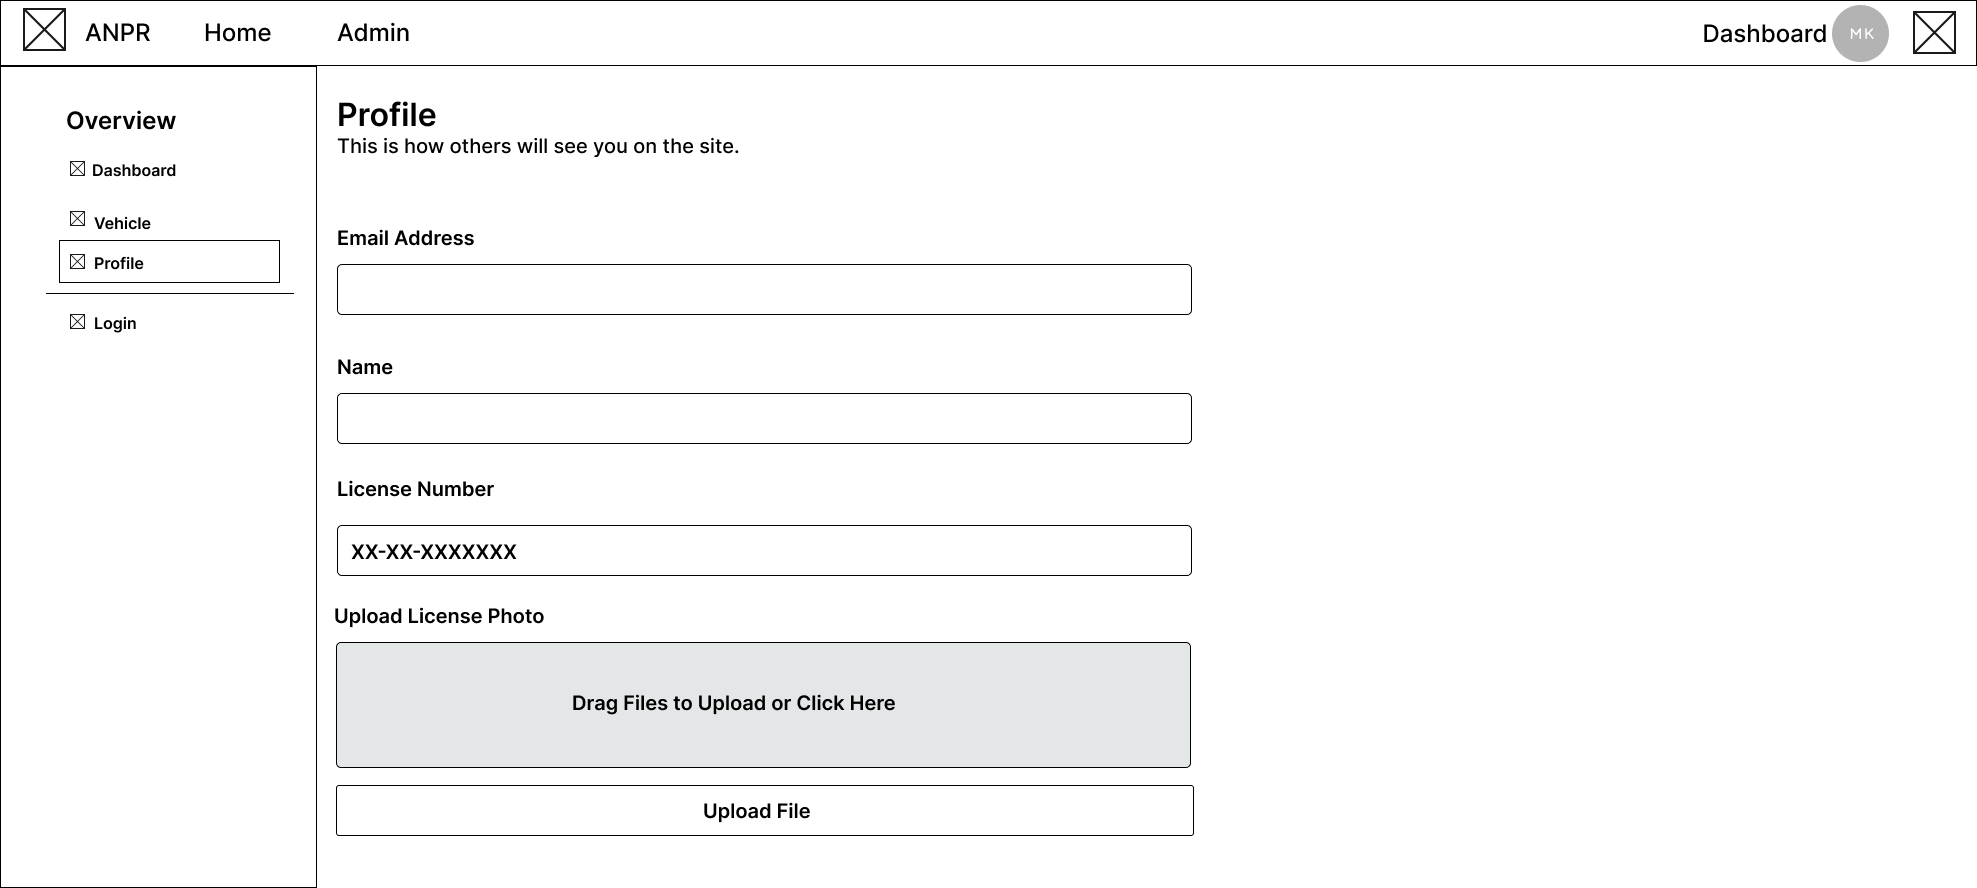 ANPR
Home
Admin
Dashboard
MK
Overview
Dashboard
Vehicle
Profile
Login
Profile
This is how others will see you on the site.
Email Address
Name
License Number
XX-XX-XXXXXXX
Upload License Photo
Drag Files to Upload or Click Here
Upload File